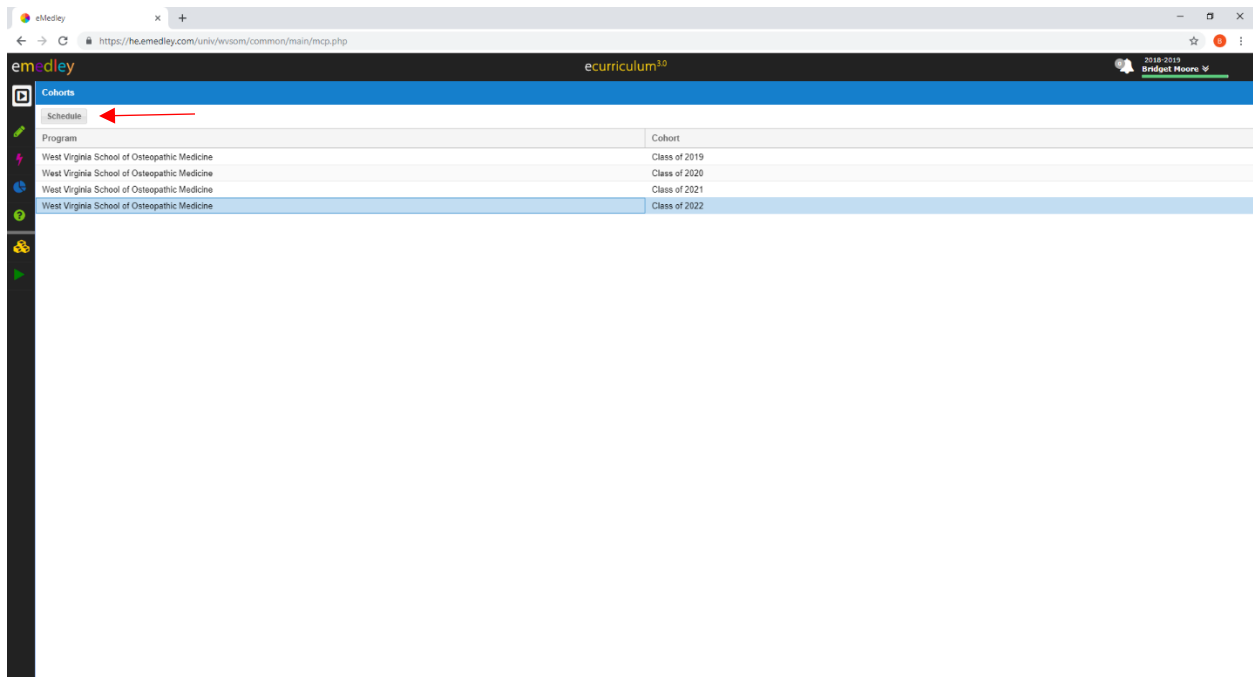 eMedley
https://he.emedley.com/univ/wvsom/common/main/mcp.php
8
emedley
ecurriculum3.0
0
2018-2019
Bridget Moore
Cohorts
Schedule
Program Cohort
West Virginia School of Osteopathic Medicine Class of 2019
West Virginia School of Osteopathic Medicine Class of 2020
West Virginia School of Osteopathic Medicine Class of 2021
West Virginia School of Osteopathic Medicine Class of 2022